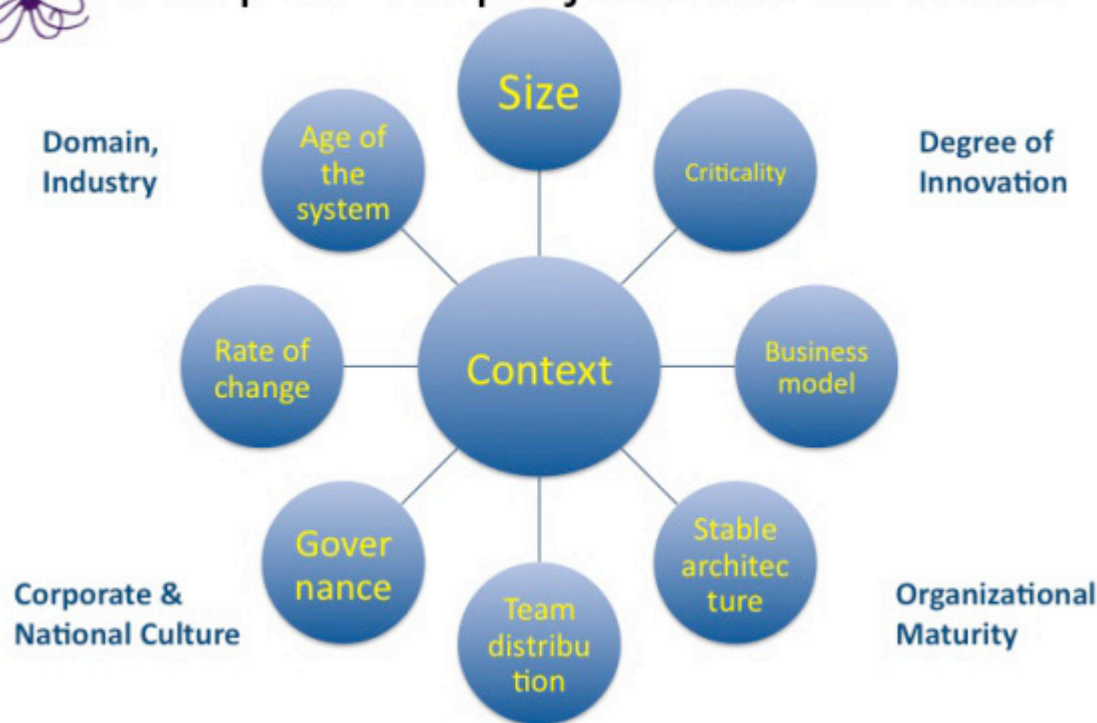 Size
Domain,
Industry
Age of
the
system
Criticality
Degree of
Innovation
Rate of
change
Context
Business
model
Gover
nance
Stable
architec
ture
Corporate &
National Culture
Team
distribu
tion
Organizational
Maturity